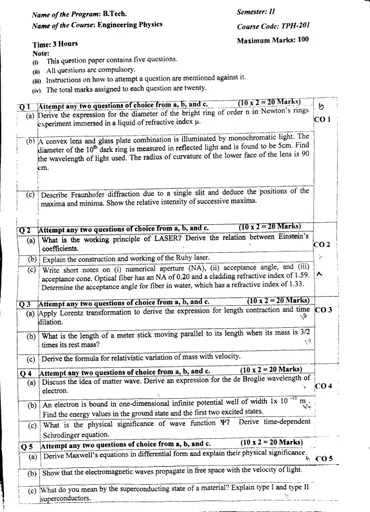 Name of the Program: B.Tech.
Semester: II
Name of the Course: Engineering Physics
Course Code: TPH-201
Time: 3 Hours
Maximum Marks: 100
Note:
(i) This question paper contains five questions.
(ii) All questions are compulsory.
(iii) Instructions on how to attempt a question are mentioned against it.
(iv) The total marks assigned to each question are twenty.
Q 1 Attempt any two questions of choice from a, b, and c. (10 x 2 = 20 Marks)
(a) Derive the expression for the diameter of the bright ring of order n in Newton's rings
experiment immersed in a liquid of refractive index μ.
CO 1
(b) A convex lens and glass plate combination is illuminated by monochromatic light. The
diameter of the 10th dark ring is measured in reflected light and is found to be 5cm. Find
the wavelength of light used. The radius of curvature of the lower face of the lens is 90
cm.
(c) Describe Fraunhofer diffraction due to a single slit and deduce the positions of the
maxima and minima. Show the relative intensity of successive maxima.
Q 2 Attempt any two questions of choice from a, b, and c. (10 x 2 = 20 Marks)
(a) What is the working principle of LASER? Derive the relation between Einstein's
coefficients.
CO 2
(b) Explain the construction and working of the Ruby laser.
(c) Write short notes on (i) numerical aperture (NA), (ii) acceptance angle, and (iii)
acceptance cone. Optical fiber has an NA of 0.20 and a cladding refractive index of 1.59.
Determine the acceptance angle for fiber in water, which has a refractive index of 1.33.
Q 3 Attempt any two questions of choice from a, b, and c. (10 x 2 = 20 Marks)
(a) Apply Lorentz transformation to derive the expression for length contraction and time
dilation.
CO 3
(b) What is the length of a meter stick moving parallel to its length when its mass is 3/2
times its rest mass?
(c) Derive the formula for relativistic variation of mass with velocity.
Q 4 Attempt any two questions of choice from a, b, and c. (10 x 2 = 20 Marks)
(a) Discuss the idea of matter wave. Derive an expression for the de Broglie wavelength of
electron.
CO 4
(b) An electron is bound in one-dimensional infinite potential well of width 1x 10 m.
Find the energy values in the ground state and the first two excited states.
(c) What is the physical significance of wave function Ψ? Derive time-dependent
Schrodinger equation.
Q 5 Attempt any two questions of choice from a, b, and c. (10 x 2 = 20 Marks)
(a) Derive Maxwell's equations in differential form and explain their physical significance.
CO 5
(b) Show that the electromagnetic waves propagate in free space with the velocity of light.
(c) What do you mean by the superconducting state of a material? Explain type I and type II
superconductors.